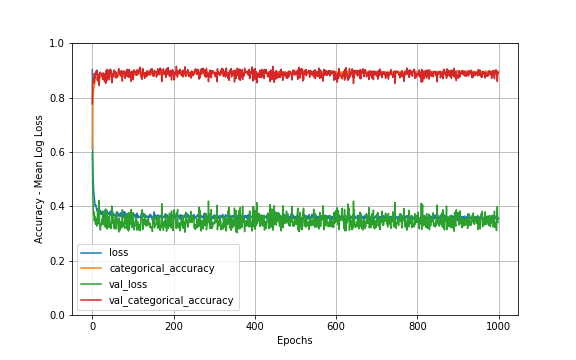 1.0
0.8
0.6
0.4
0.2
0.0
Accuracy - Mean Log Loss
loss
categorical_accuracy
val_loss
val_categorical_accuracy
0 200 400 600 800 1000
Epochs